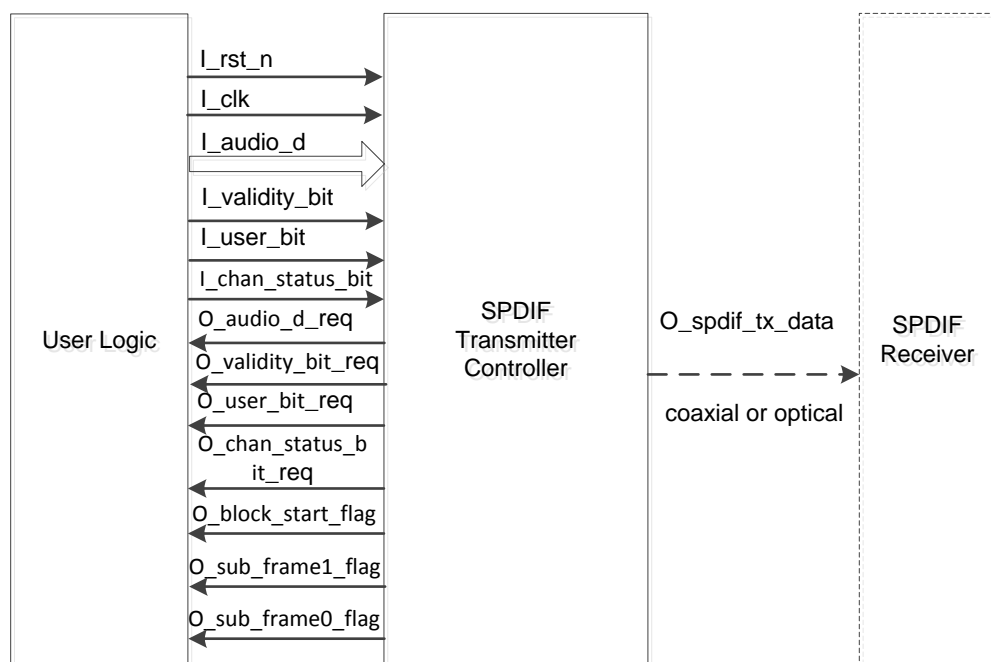 I_rst_n
I_clk
I_audio_d
I_validity_bit
I_user_bit
I_chan_status_bit
O_audio_d_req
O_validity_bit_req
O_user_bit_req
O_chan_status_b
it_req
O_block_start_flag
O_sub_frame1_flag
O_sub_frame0_flag
User Logic
SPDIF
Transmitter
Controller
O_spdif_tx_data
coaxial or optical
SPDIF
Receiver